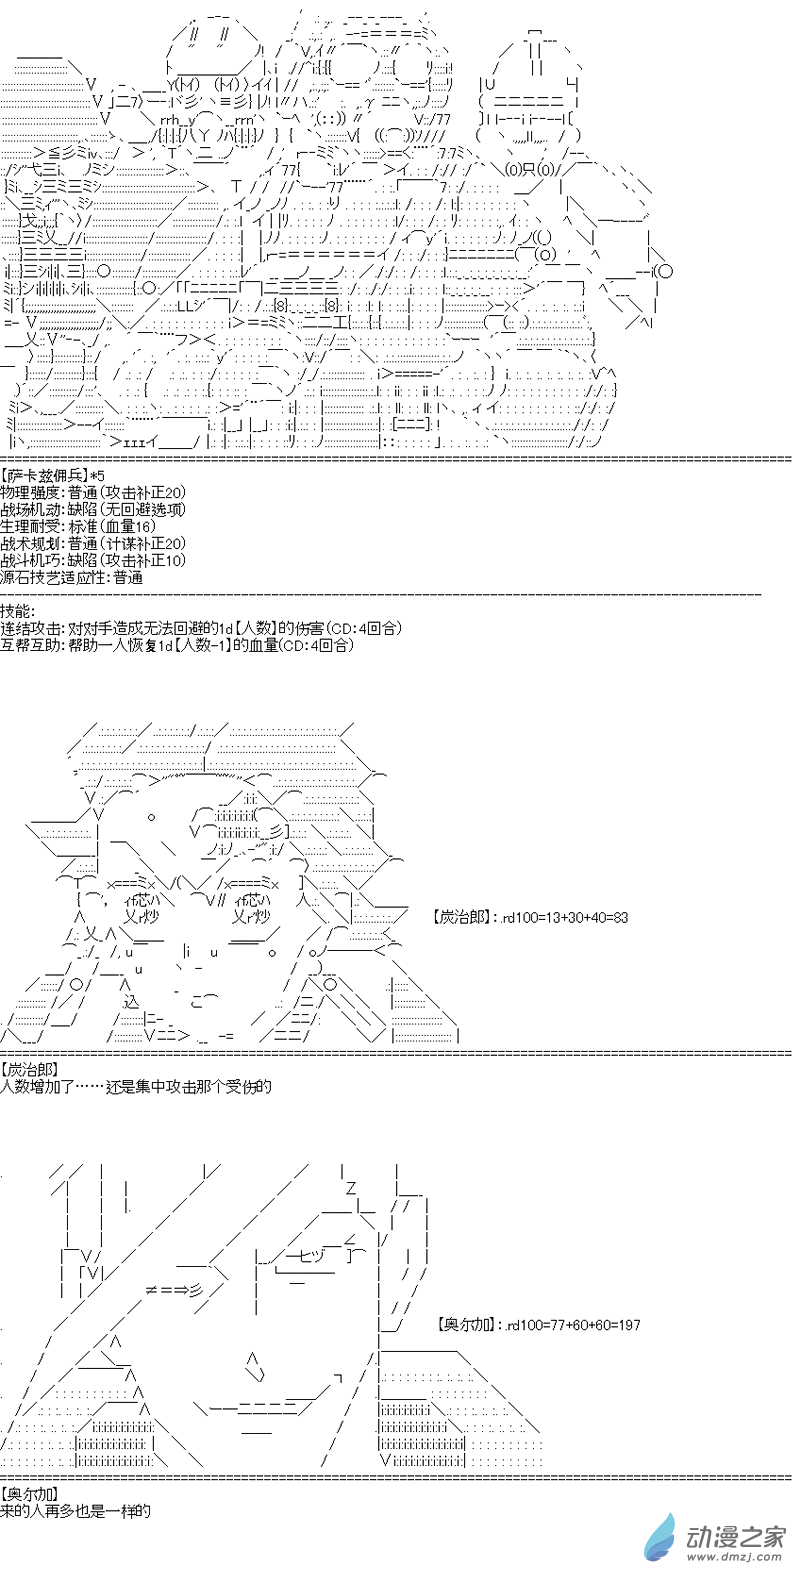 【萨卡兹佣兵】*5
物理强度：普通（攻击补正20）
战场机动：缺陷（无回避选项）
生理耐受：标准（血量16）
战术规划：普通（计谋补正20）
战斗机巧：缺陷（攻击补正10）
源石技艺适应性：普通
技能：
连结攻击：对对手造成无法回避的1d【人数】的伤害（CD：4回合）
互帮互助：帮助一人恢复1d【人数-1】的血量（CD：4回合）
【炭治郎】：.rd100=13+30+40=83
【炭治郎】
人数增加了……还是集中攻击那个受伤的
【奥尔加】：.rd100=77+60+60=197
【奥尔加】
来的人再多也是一样的
动漫之家
www.dmzj.com